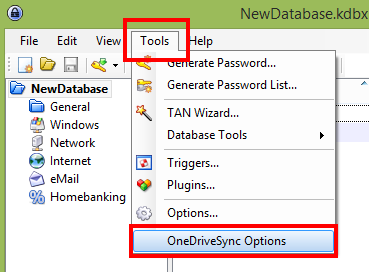 NewDatabase.kdbx
File Edit View Tools Help
NewDatabase
General
Windows
Network
Internet
eMail
Homebanking
Generate Password...
Generate Password List...
TAN Wizard...
Database Tools
Triggers...
Plugins...
Options...
OneDriveSync Options